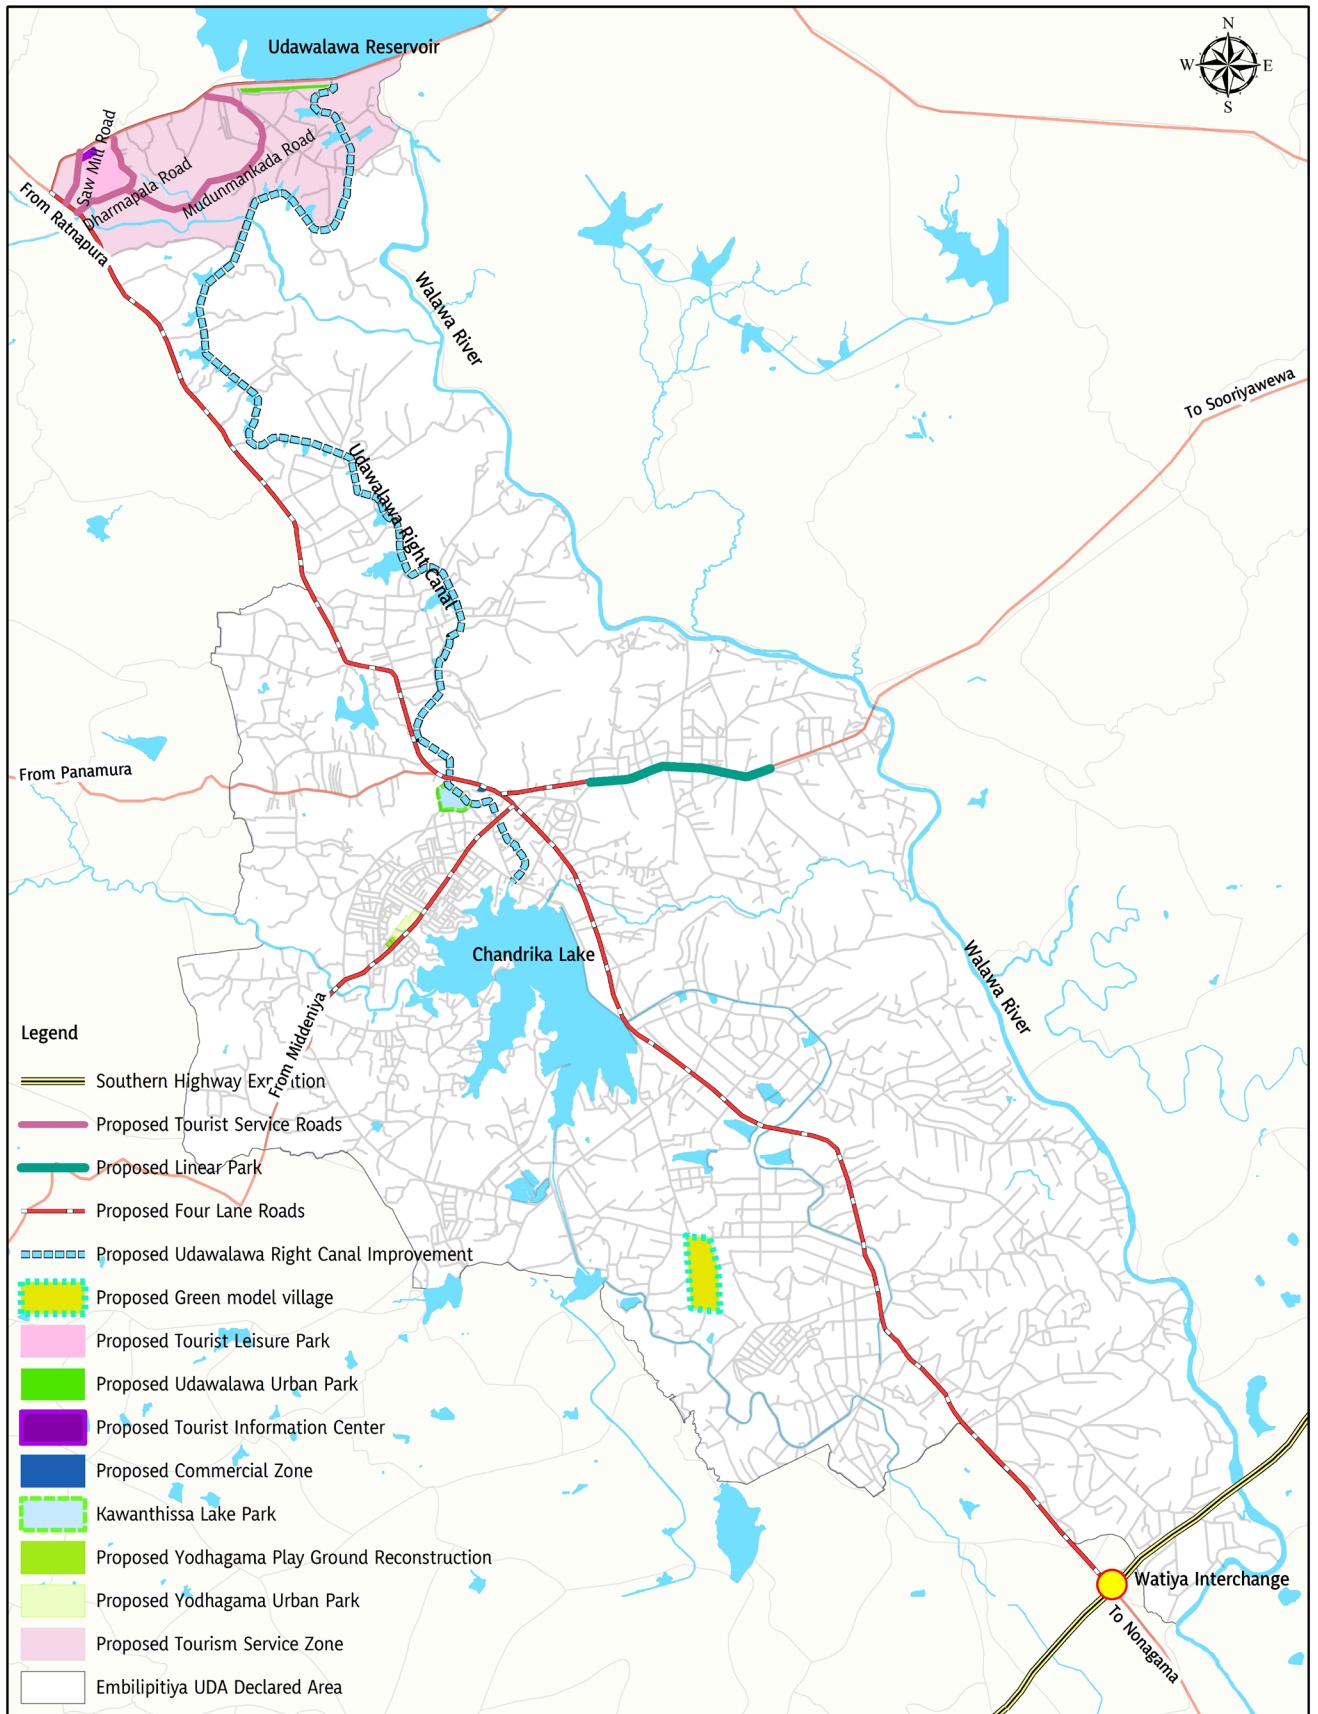 Udawalawa Reservoir
N
W E
S
Saw Mill Road
Dharmapala Road
Mudunmankada Road
From Ratnapura
Walawa River
To Sooriyawewa
Udawalawa Right Canal
From Panamura
Chandrika Lake
Walawa River
From Middeniya
Watiya Interchange
To Nonagama
Legend
Southern Highway
Proposed Tourist Service Roads
Proposed Linear Park
Proposed Four Lane Roads
Proposed Udawalawa Right Canal Improvement
Proposed Green model village
Proposed Tourist Leisure Park
Proposed Udawalawa Urban Park
Proposed Tourist Information Center
Proposed Commercial Zone
Kawanthissa Lake Park
Proposed Yodhagama Play Ground Reconstruction
Proposed Yodhagama Urban Park
Proposed Tourism Service Zone
Embilipitiya UDA Declared Area